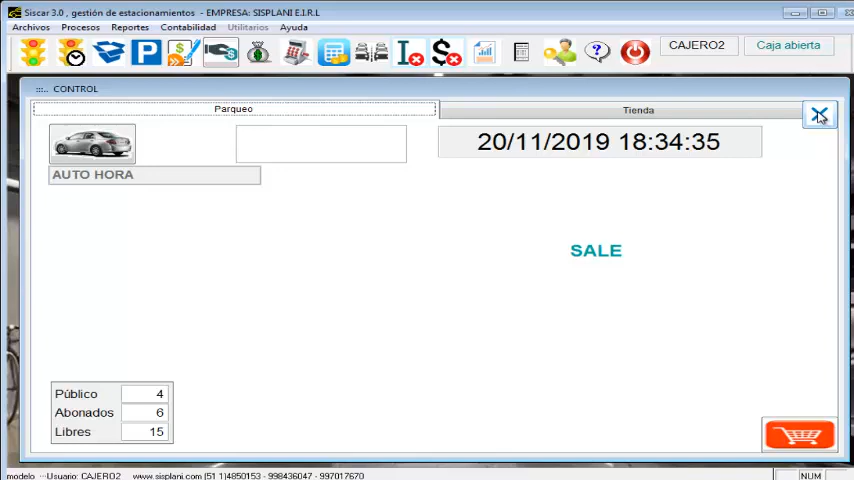 Siscar 3.0, gestión de estacionamientos - EMPRESA: SISPLANI E.I.R.L
Archivos Procesos Reportes Contabilidad Utilitarios Ayuda
CAJERO2 Caja abierta
:::.. CONTROL
Parqueo Tienda
20/11/2019 18:34:35
AUTO HORA
SALE
Público 4
Abonados 6
Libres 15
modelo ···Usuario: CAJERO2 www.sisplani.com (51 1)4850153 - 998436047 - 997017670 NUM